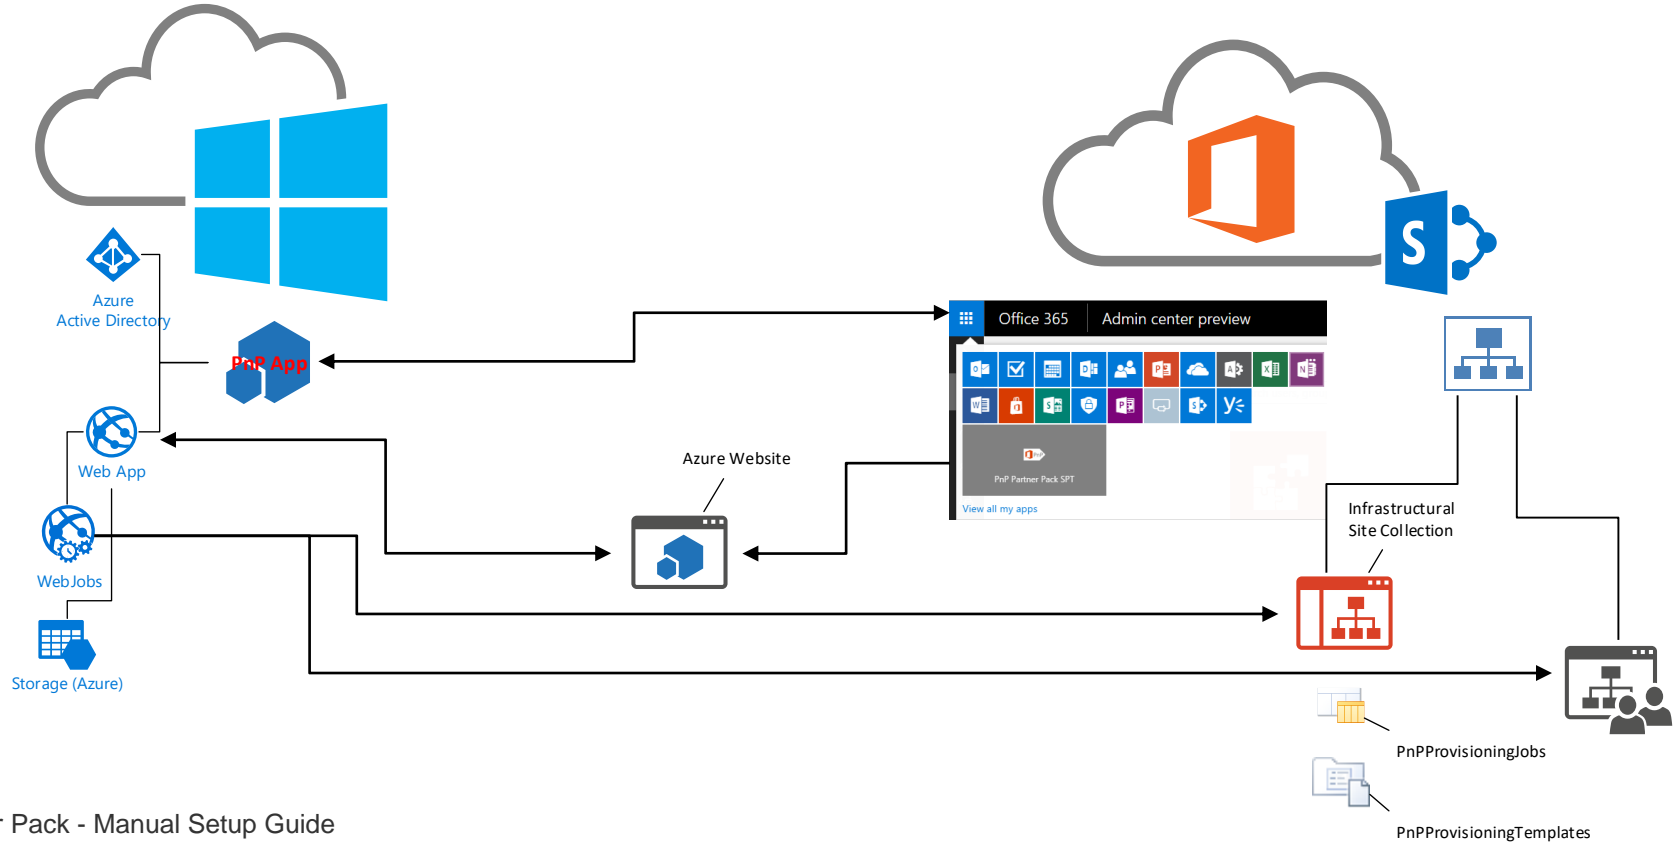 Azure
Active Directory
PnP App
Web App
WebJobs
Storage (Azure)
Azure Website
Office 365
Admin center preview
PnP Partner Pack SPT
View all my apps
S
Infrastructural
Site Collection
PnPProvisioningJobs
PnPProvisioningTemplates
r Pack - Manual Setup Guide